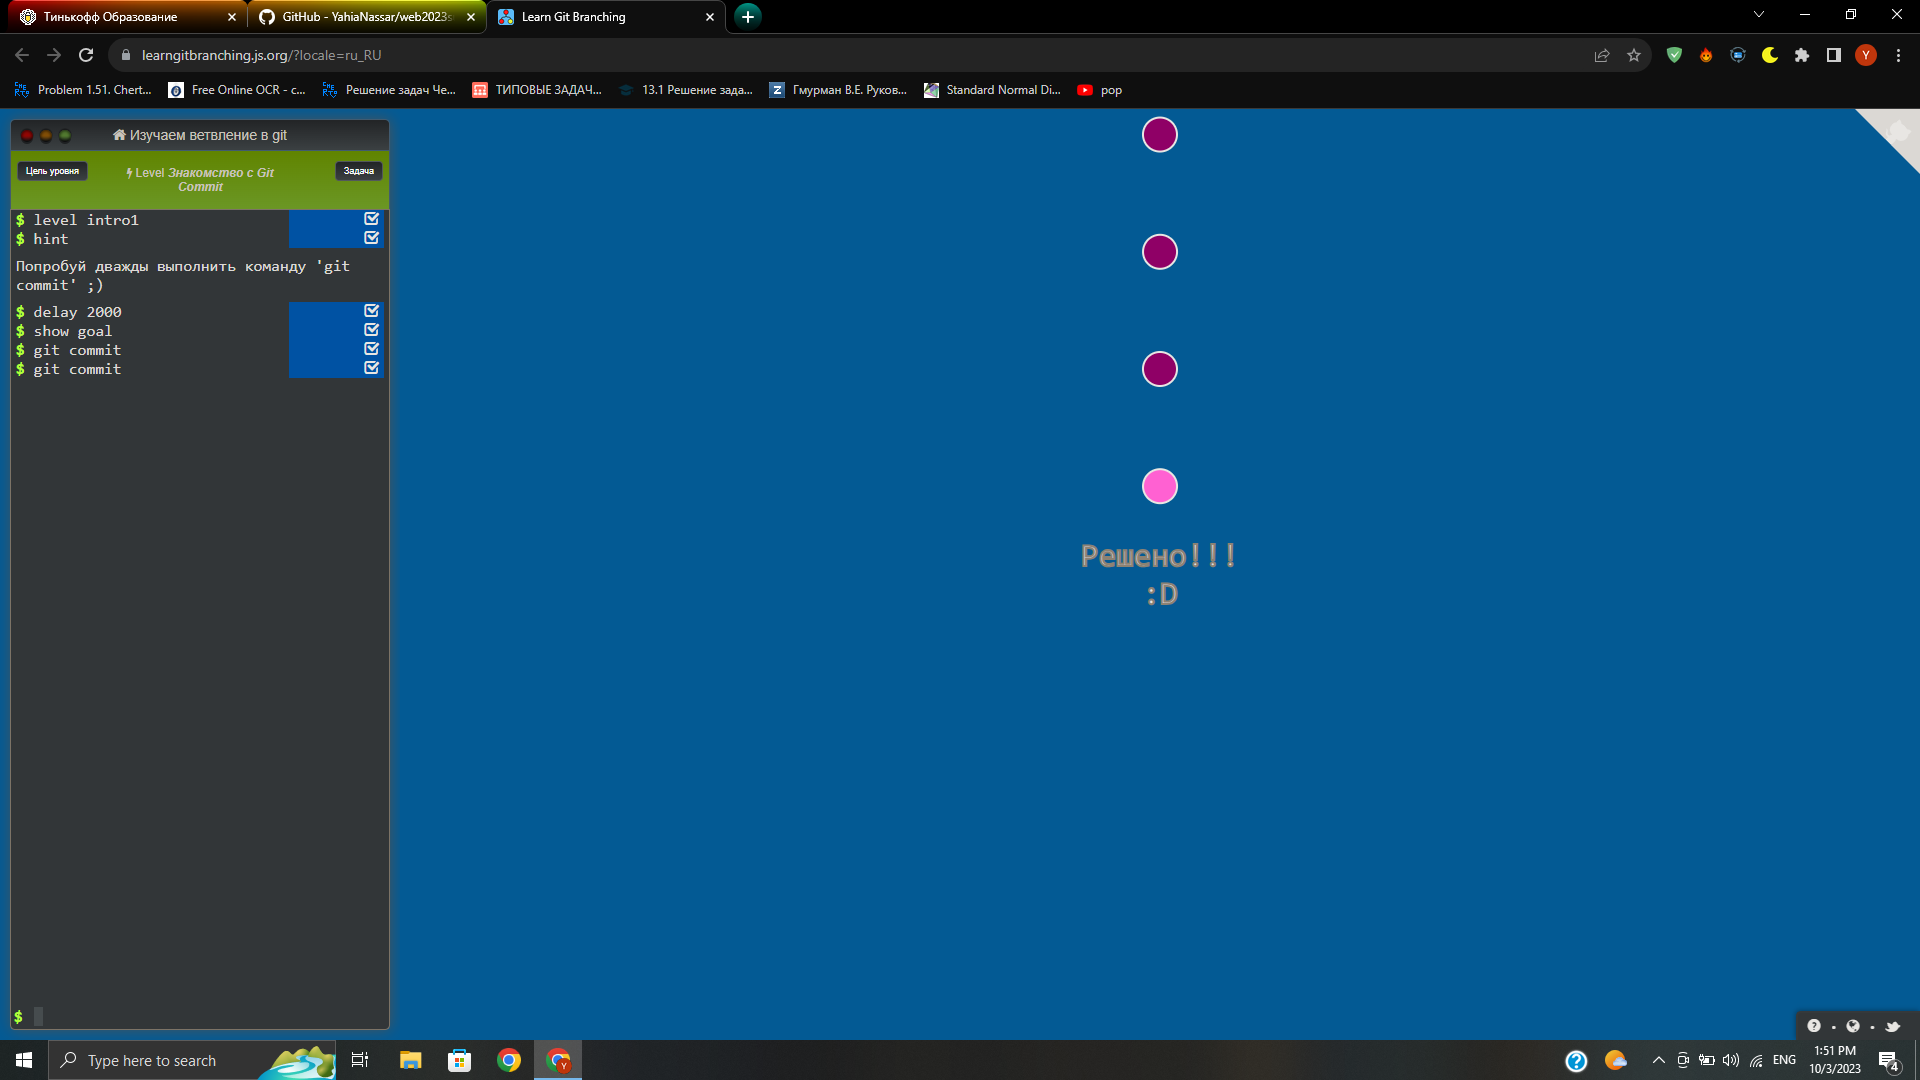 Тинькофф Образование
GitHub - YahiaNassar/web2023s
Learn Git Branching
learngitbranching.js.org/?locale=ru_RU
Y
Problem 1.51. Chert...
Free Online OCR - c...
Решение задач Че...
ТИПОВЫЕ ЗАДАЧ...
13.1 Решение зада...
Гмурман В.Е. Руков...
Standard Normal Di...
pop
Изучаем ветвление в git
Цель уровня
Level Знакомство с Git
Commit
Задача
$ level intro1
$ hint
Попробуй дважды выполнить команду 'git
commit' ;)
$ delay 2000
$ show goal
$ git commit
$ git commit
$
Решено!!!
:D
Type here to search
ENG
1:51 PM
10/3/2023
4